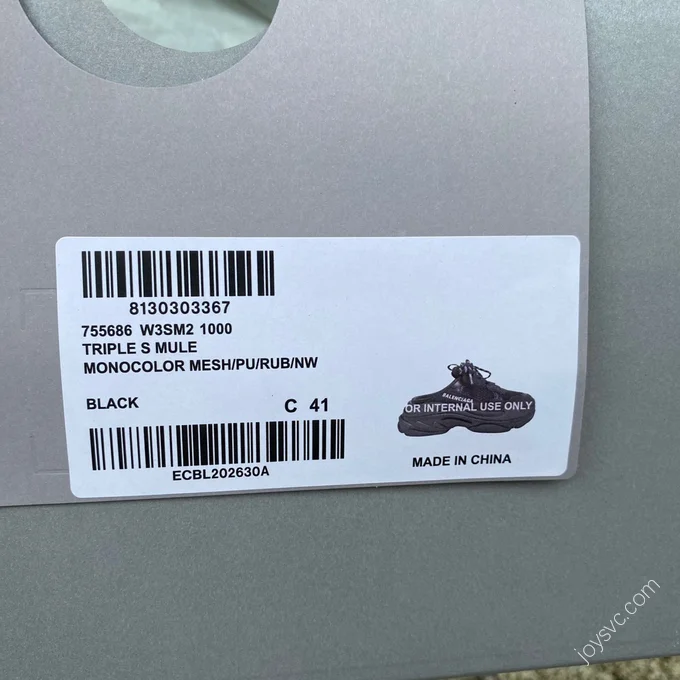 8130303367
755686 W3SM2 1000
TRIPLE S MULE
MONOCOLOR MESH/PU/RUB/NW
BLACK C 41
BALENCIAGA
OR INTERNAL USE ONLY
ECBL202630A
MADE IN CHINA
joysvc.com